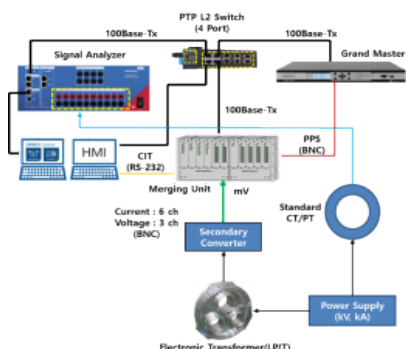 PTP L2 Switch
(4 Port)
100Base-Tx
100Base-Tx
Signal Analyzer
Grand Master
100Base-Tx
HMI
CIT
(RS-232)
PPS
(BNC)
Merging Unit
mV
Standard
CT/PT
Current : 6 ch
Voltage : 3 ch
(BNC)
Secondary
Converter
Power Supply
(kV, kA)
Electronic Transformer(LPIT)